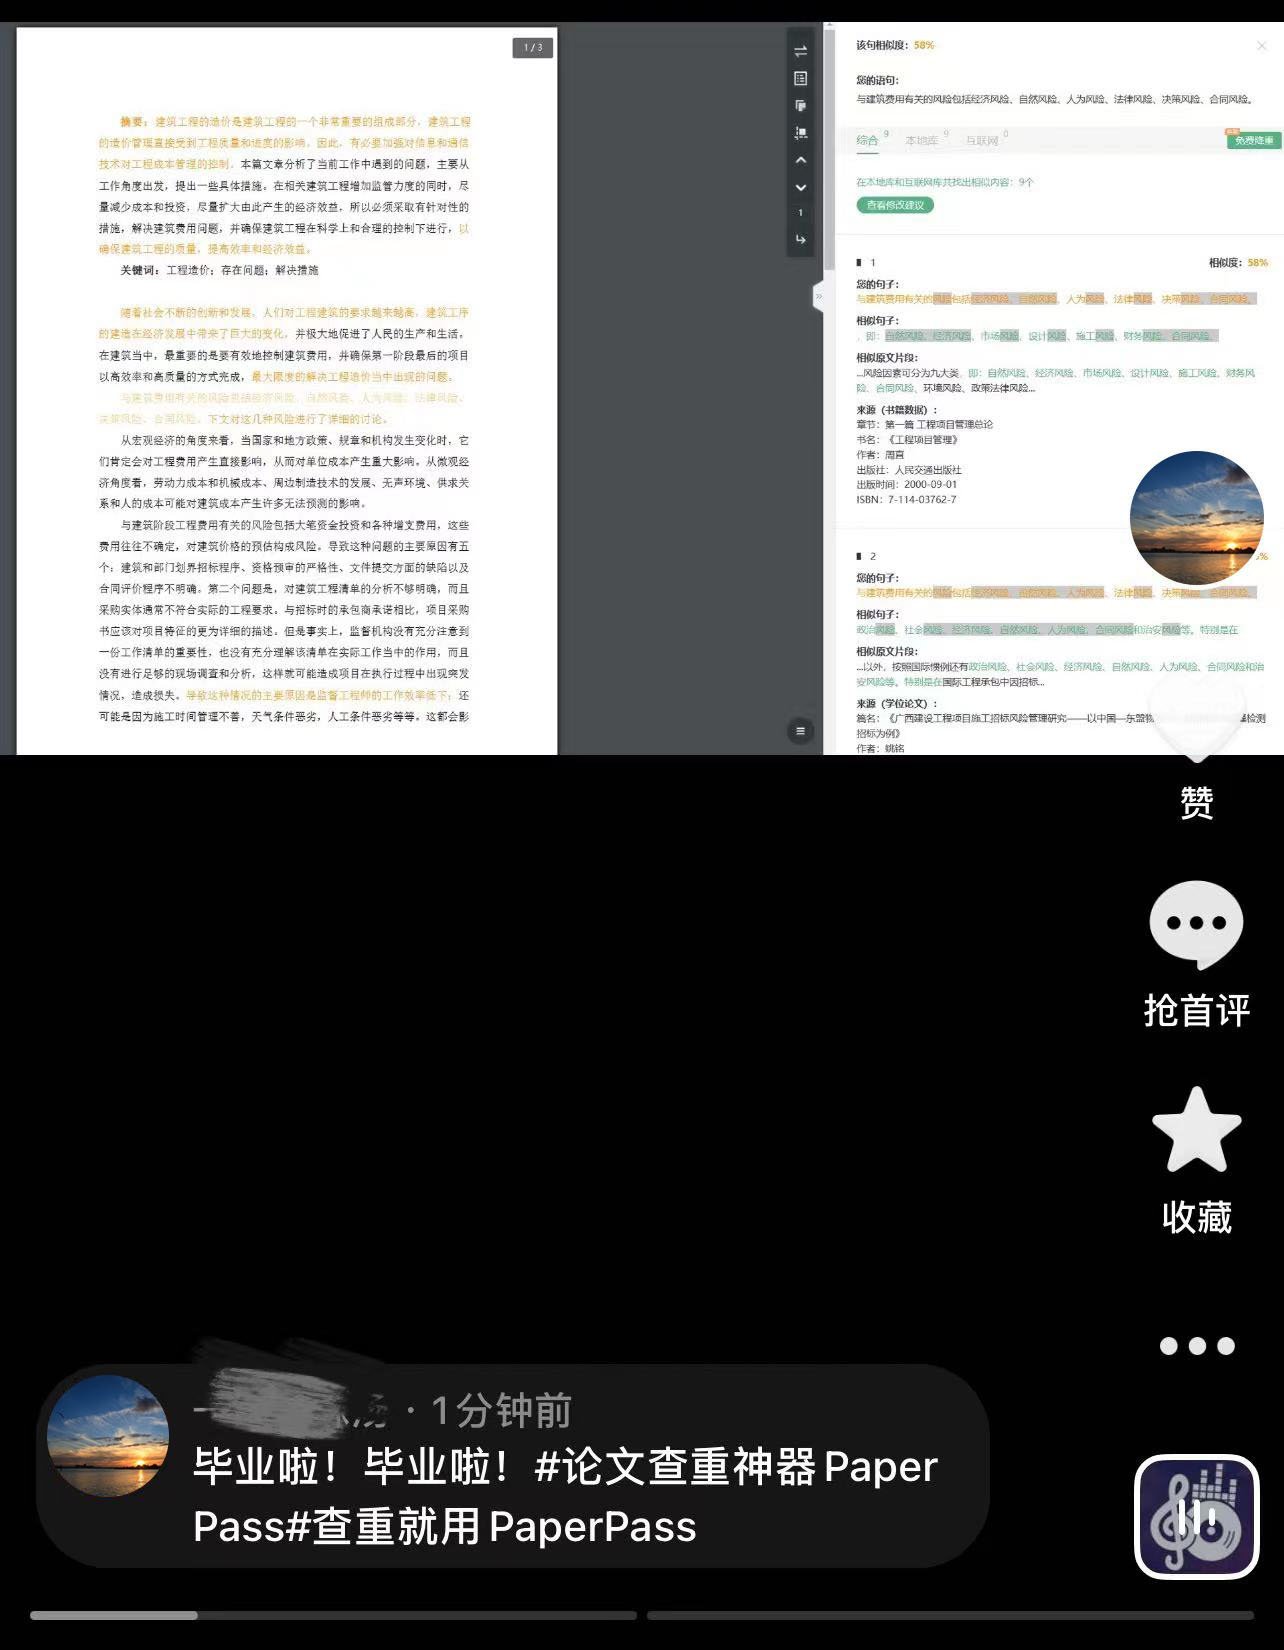 1 / 3
摘要：建筑工程的造价是建筑工程的一个非常重要的组成部分，建筑工程
的造价管理直接受到工程质量和进度的影响。因此，有必要加强对信息和通信
技术对工程成本管理的控制。本篇文章分析了当前工作中遇到的问题，主要从
工作角度出发，提出一些具体措施。在相关建筑工程增加监管力度的同时，尽
量减少成本和投资，尽量扩大由此产生的经济效益，所以必须采取有针对性的
措施，解决建筑费用问题，并确保建筑工程在科学上和合理的控制下进行，以
确保建筑工程的质量，提高效率和经济效益。
关键词：工程造价；存在问题；解决措施
随着社会不断的创新和发展，人们对工程建筑的要求越来越高，建筑工序
的建造在经济发展中带来了巨大的变化，并极大地促进了人民的生产和生活。
在建筑当中，最重要的是要有效地控制建筑费用，并确保第一阶段最后的项目
以高效率和高质量的方式完成，最大限度的解决工程造价当中出现的问题。
与建筑费用有关的风险包括经济风险、自然风险、人为风险、法律风险、
决策风险、合同风险。下文对这几种风险进行了详细的讨论。
从宏观经济的角度来看，当国家和地方政策、规章和机构发生变化时，它
们肯定会对工程费用产生直接影响，从而对单位成本产生重大影响。从微观经
济角度看，劳动力成本和机械成本、周边制造技术的发展、无声环境、供求关
系和人的成本可能对建筑成本产生许多无法预测的影响。
与建筑阶段工程费用有关的风险包括大笔资金投资和各种增支费用，这些
费用往往不确定，对建筑价格的预估构成风险。导致这种问题的主要原因有五
个：建筑和部门划界招标程序、资格预审的严格性、文件提交方面的缺陷以及
合同评价程序不明确。第二个问题是，对建筑工程清单的分析不够明确，而且
采购实体通常不符合实际的工程要求。与招标时的承包商承诺相比，项目采购
书应该对项目特征的更为详细的描述。但是事实上，监督机构没有充分注意到
一份工作清单的重要性，也没有充分理解该清单在实际工作当中的作用，而且
没有进行足够的现场调查和分析，这样就可能造成项目在执行过程中出现突发
情况，造成损失。导致这种情况的主要原因是监督工程师的工作效率低下；还
可能是因为施工时间管理不善，天气条件恶劣，人工条件恶劣等等。这都会影
1
该句相似度：58%
您的语句：
与建筑费用有关的风险包括经济风险、自然风险、人为风险、法律风险、决策风险、合同风险。
综合 9 本地库 9 互联网 0
免费降重
在本地库和互联网库共找出相似内容：9个
查看修改建议
1 相似度：58%
您的句子：
与建筑费用有关的风险包括经济风险、自然风险、人为风险、法律风险、决策风险、合同风险。
相似句子：
，即：自然风险、经济风险、市场风险、设计风险、施工风险、财务风险、合同风险、
相似原文片段：
...风险因素可分为九大类，即：自然风险、经济风险、市场风险、设计风险、施工风险、财务风
险、合同风险、环境风险、政策法律风险...
来源（书籍数据）：
章节：第一篇 工程项目管理总论
书名：《工程项目管理》
作者：周直
出版社：人民交通出版社
出版时间：2000-09-01
ISBN：7-114-03762-7
2
%
您的句子：
与建筑费用有关的风险包括经济风险、自然风险、人为风险、法律风险、决策风险、合同风险。
相似句子：
政治风险、社会风险、经济风险、自然风险、人为风险、合同风险和治安风险等。特别是在
相似原文片段：
...以外，按照国际惯例还有政治风险、社会风险、经济风险、自然风险、人为风险、合同风险和治
安风险等。特别是在国际工程承包中因招标...
来源（学位论文）：
篇名：《广西建设工程项目施工招标风险管理研究——以中国—东盟物 检测
招标为例》
作者：姚铭
赞
抢首评
收藏
· 1分钟前
毕业啦！毕业啦！#论文查重神器Paper
Pass#查重就用PaperPass